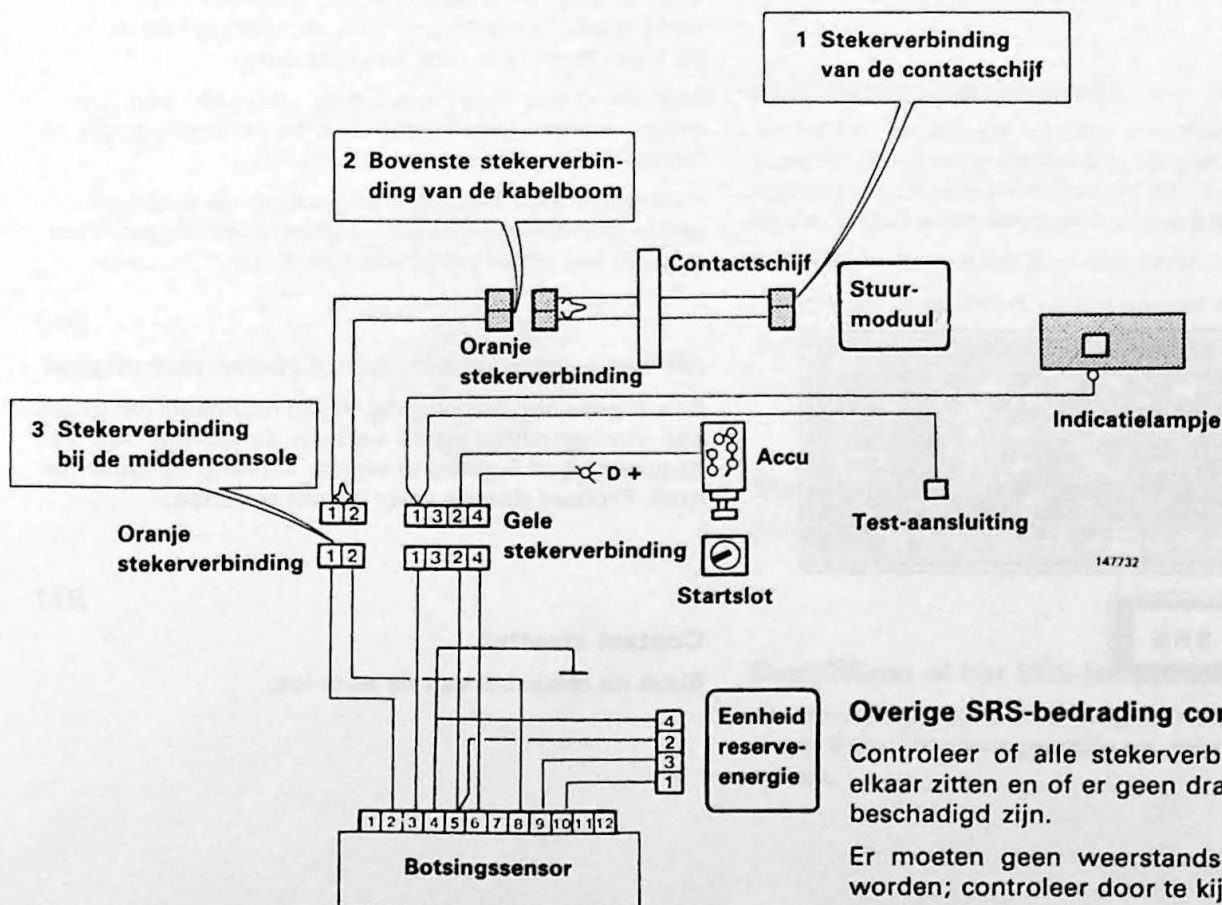 1 Stekerverbinding
van de contactschijf
2 Bovenste stekerverbin-
ding van de kabelboom
Contactschijf
Stuur-
moduul
Oranje
stekerverbinding
Indicatielampje
3 Stekerverbinding
bij de middenconsole
Accu
D +
1 2
1 3 2 4
Gele
stekerverbinding
Test-aansluiting
Oranje
stekerverbinding
1 2
1 3 2 4
147732
Startslot
SRS
Contact
4
2
3
1
Eenheid
reserve-
energie
Overige SRS-bedrading
Controleer of alle stekerverb
elkaar zitten en of er geen
beschadigd zijn.
Er moeten geen weerstands
worden; controleer door te
1 2 3 4 5 6 7 8 9 10 11 12
Botsingssensor